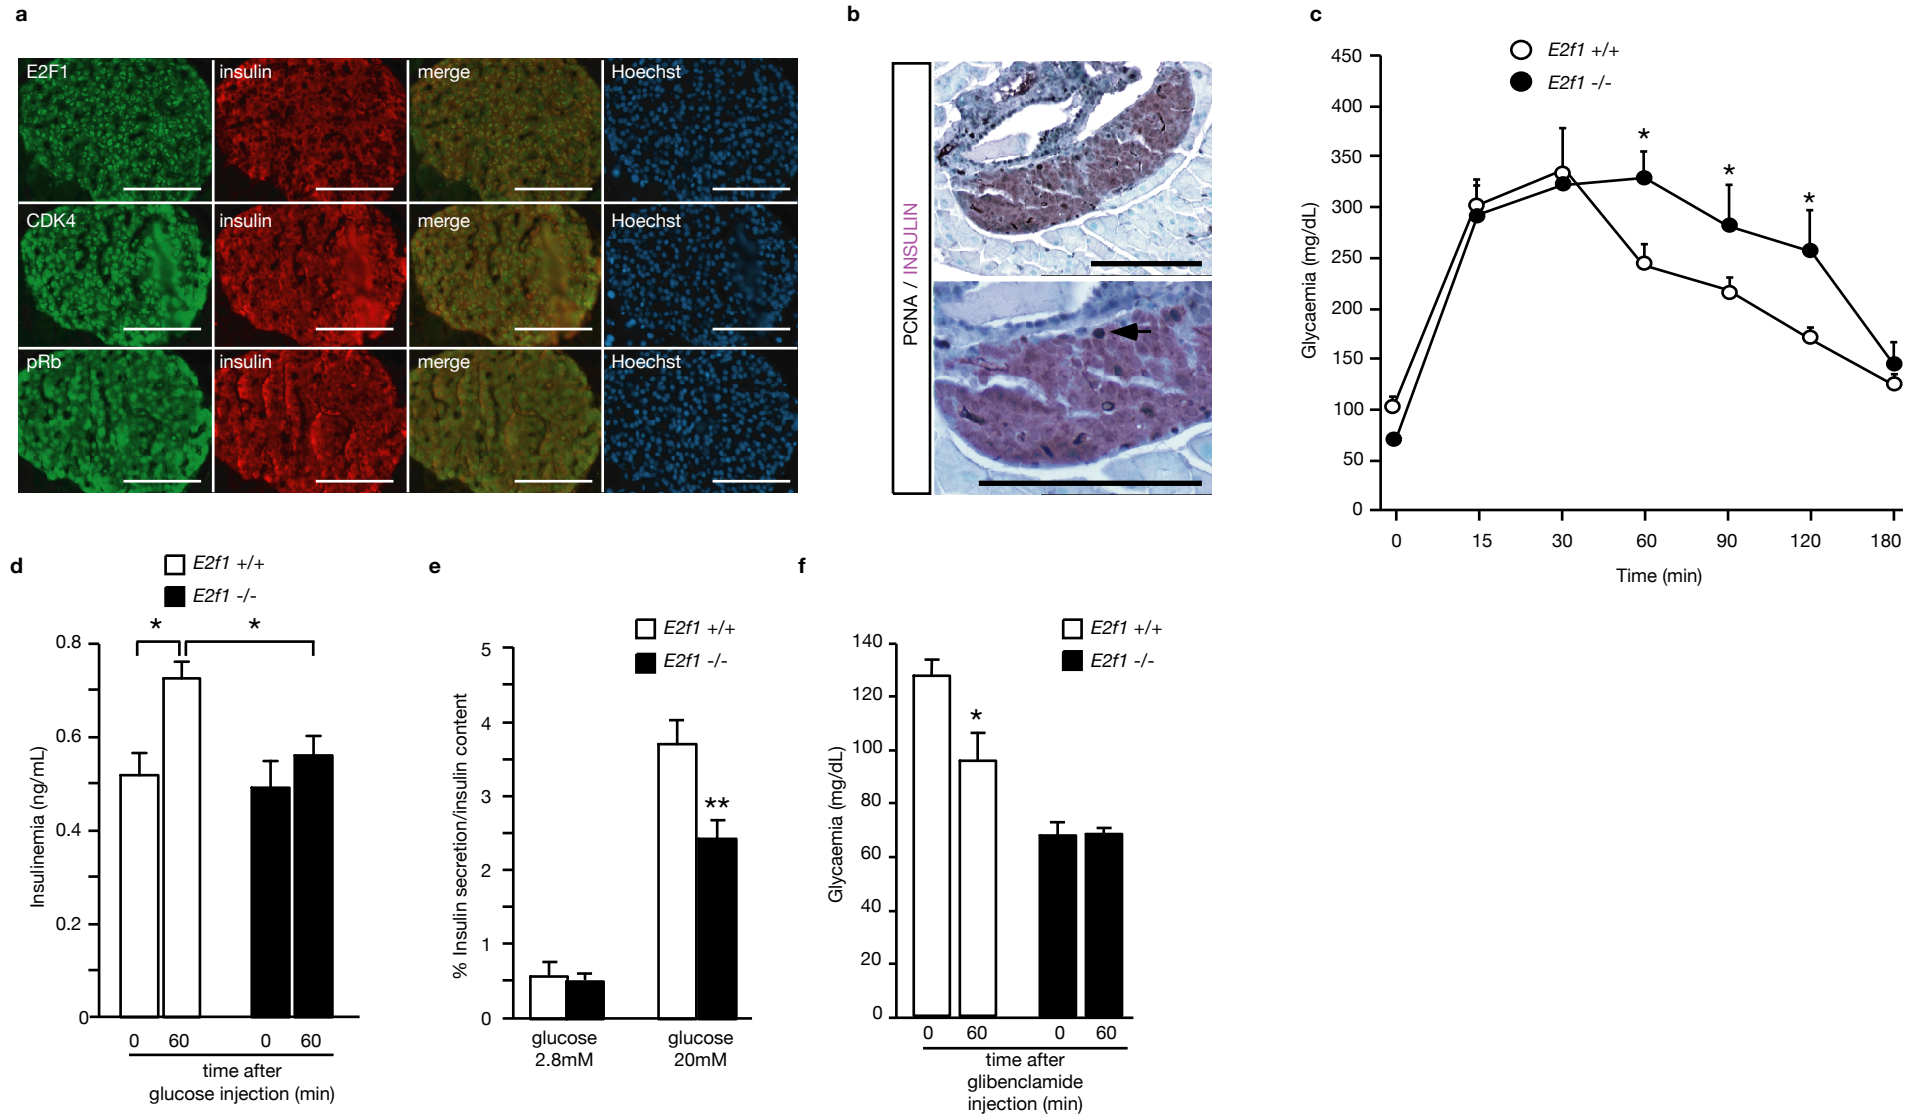 a
E2F1 insulin merge Hoechst
CDK4 insulin merge Hoechst
pRb insulin merge Hoechst
b
PCNA / INSULIN
c
E2f1 +/+
E2f1 -/-
450
400
350
300
250
200
150
100
50
0
Glycaemia (mg/dL)
* * *
0 15 30 60 90 120 180
Time (min)
d
E2f1 +/+
E2f1 -/-
* *
0.8
0.6
0.4
0.2
0
Insulinemia (ng/mL)
0 60 0 60
time after
glucose injection (min)
e
E2f1 +/+
E2f1 -/-
5
4
3
2
1
0
% Insulin secretion/insulin content
**
glucose glucose
2.8mM 20mM
f
E2f1 +/+
E2f1 -/-
140
120
100
80
60
40
20
0
Glycaemia (mg/dL)
*
0 60 0 60
time after
glibenclamide
injection (min)